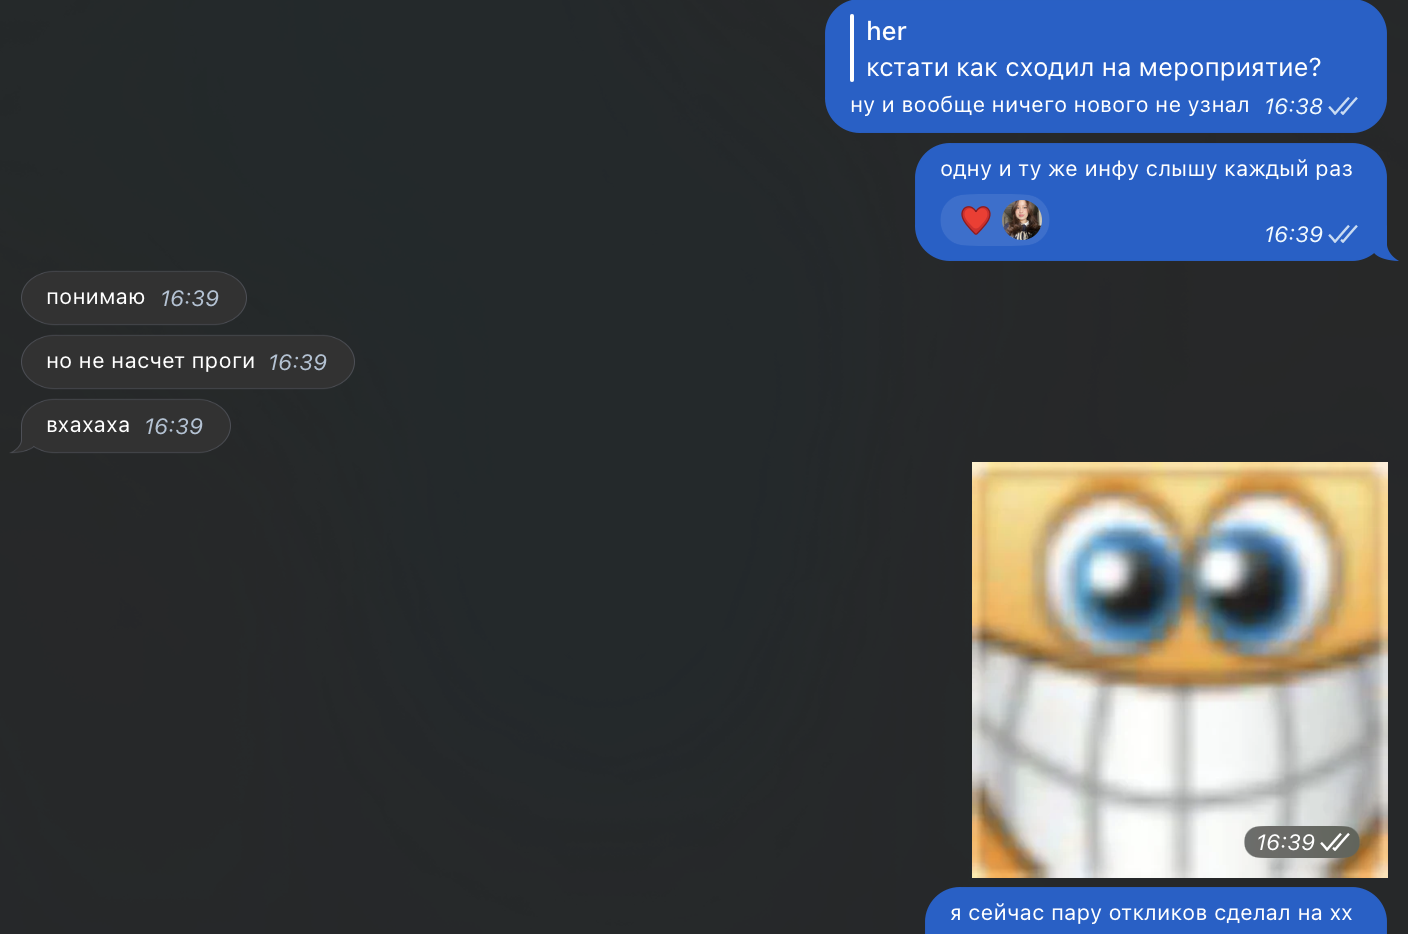 her
кстати как сходил на мероприятие?
ну и вообще ничего нового не узнал 16:38
одну и ту же инфу слышу каждый раз
16:39
понимаю 16:39
но не насчет проги 16:39
вхахаха 16:39
16:39
я сейчас пару откликов сделал на хх